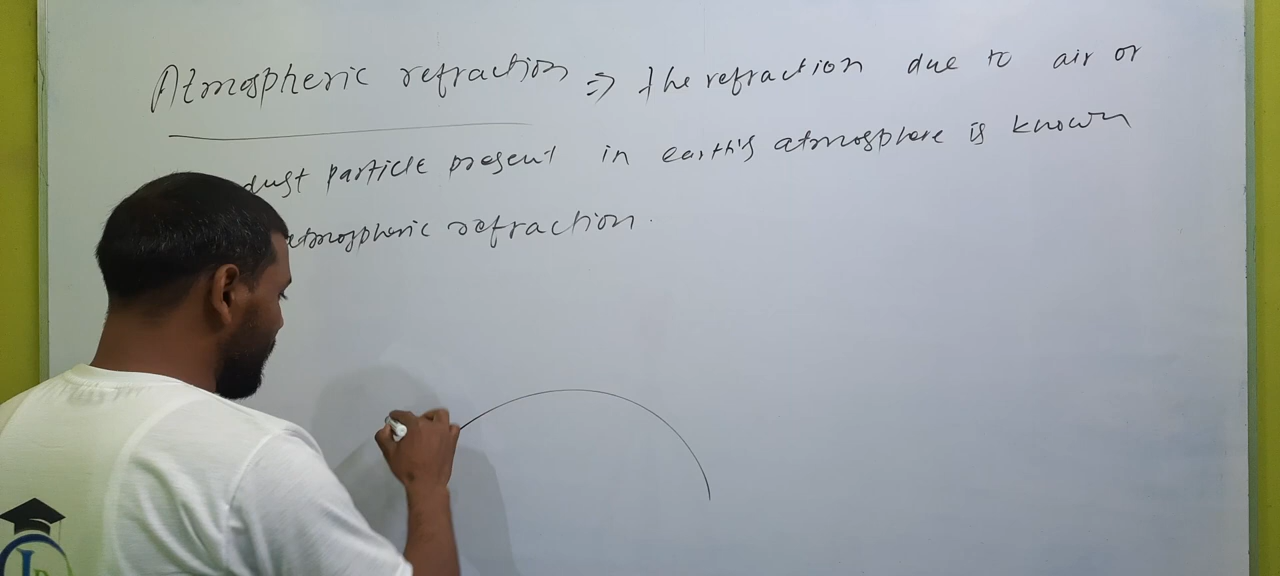 Atmospheric refraction => The refraction due to air or
dust particle present in earth's atmosphere is known
atmospheric refraction.